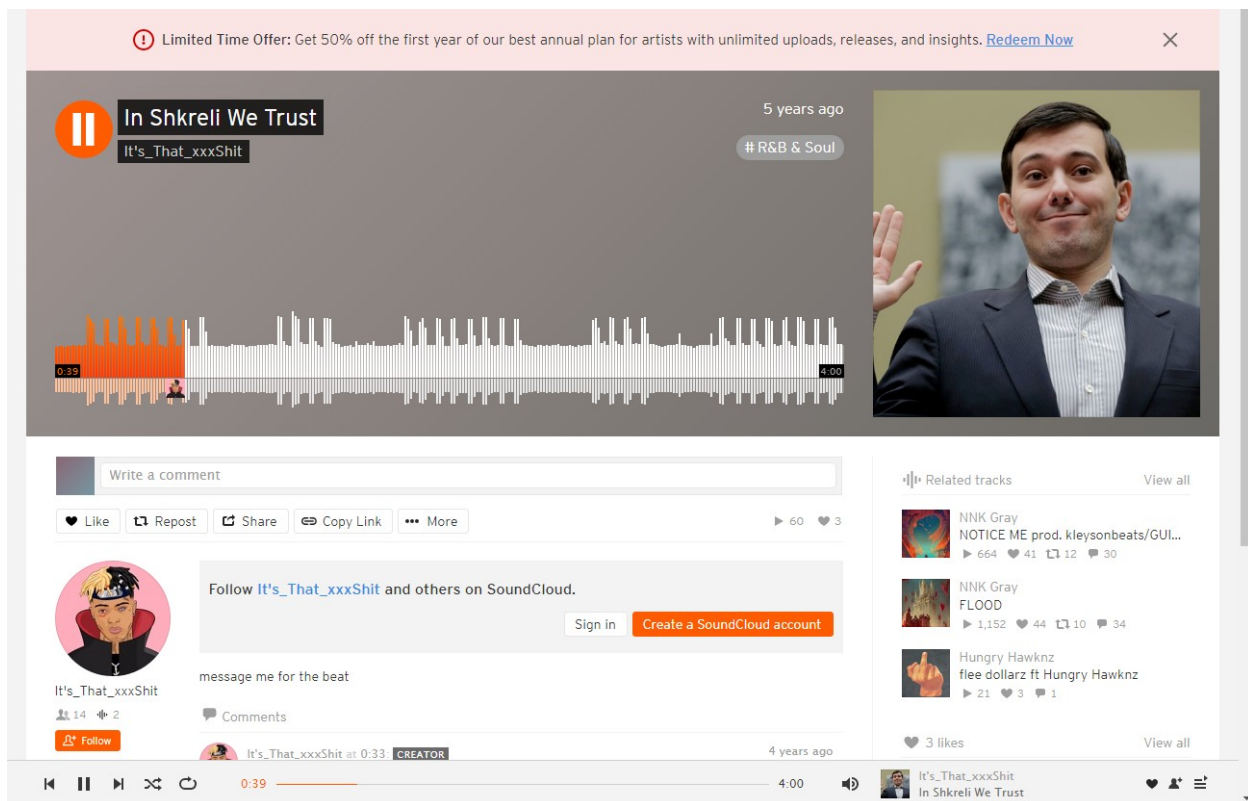 Limited Time Offer: Get 50% off the first year of our best annual plan for artists with unlimited uploads, releases, and insights. Redeem Now
In Shkreli We Trust
It's_That_xxxShit
5 years ago
# R&B & Soul
0:39
4:00
Write a comment
Like
Repost
Share
Copy Link
More
60
3
Follow It's_That_xxxShit and others on SoundCloud.
Sign in
Create a SoundCloud account
It's_That_xxxShit
14
2
Follow
message me for the beat
Comments
It's_That_xxxShit at 0:33: CREATOR
4 years ago
Related tracks
View all
NNK Gray
NOTICE ME prod. kleysonbeats/GUI...
664 41 12 30
NNK Gray
FLOOD
1,152 44 10 34
Hungry Hawknz
flee dollarz ft Hungry Hawknz
21 3 1
3 likes
View all
0:39
4:00
It's_That_xxxShit
In Shkreli We Trust